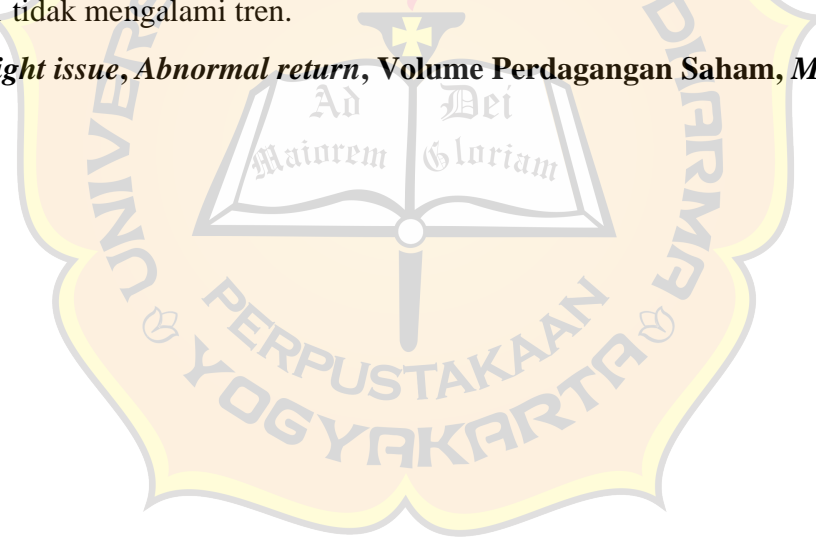 tidak mengalami tren.
ight issue, Abnormal return, Volume Perdagangan Saham, M
Ad Dei
Maiorem Gloriam
PERPUSTAKAAN
YOGYAKARTA